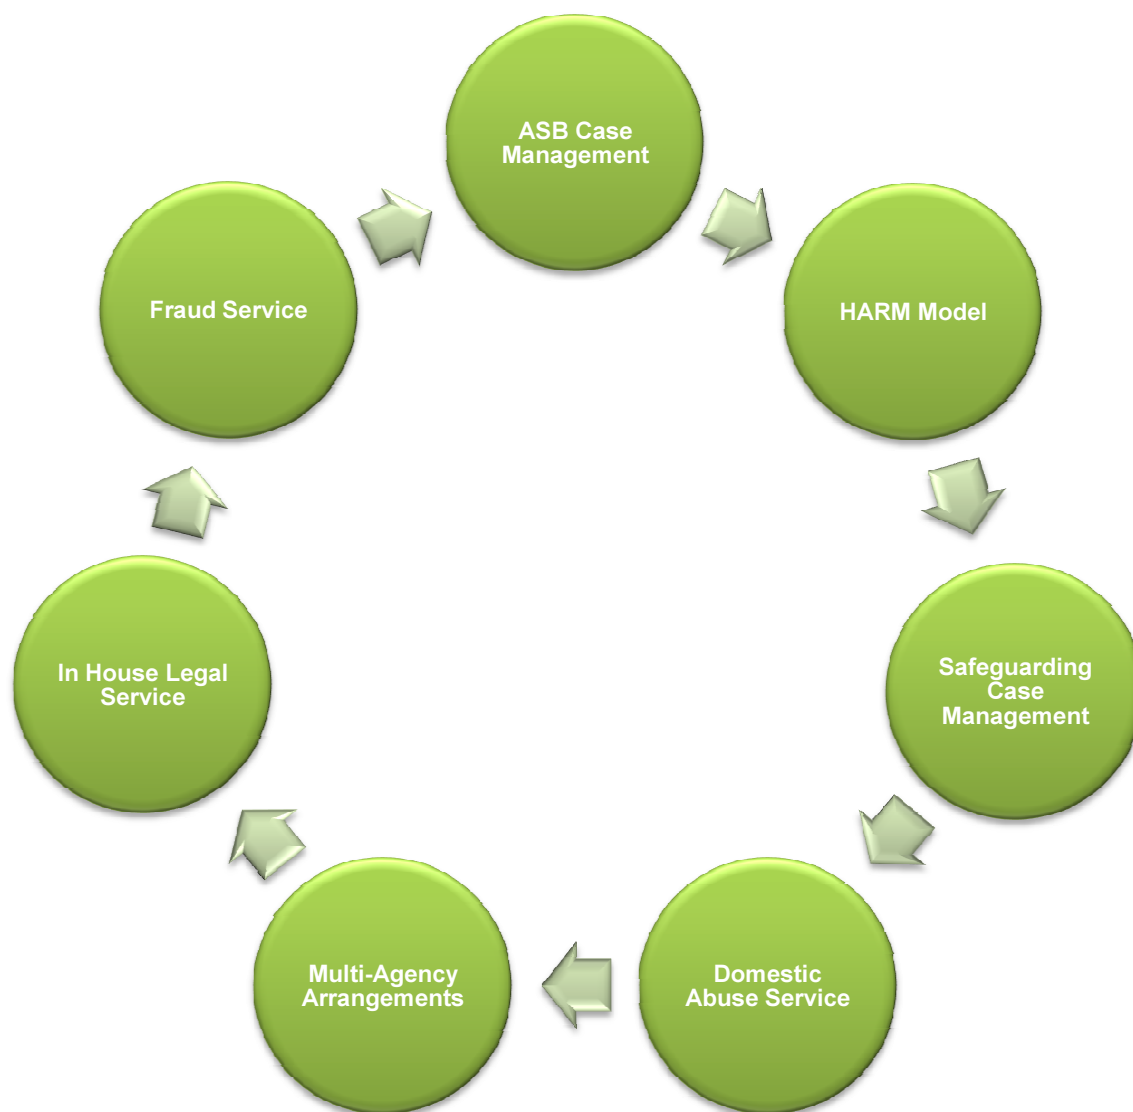 ASB Case
Management
HARM Model
Safeguarding
Case
Management
Domestic
Abuse Service
Multi-Agency
Arrangements
In House Legal
Service
Fraud Service